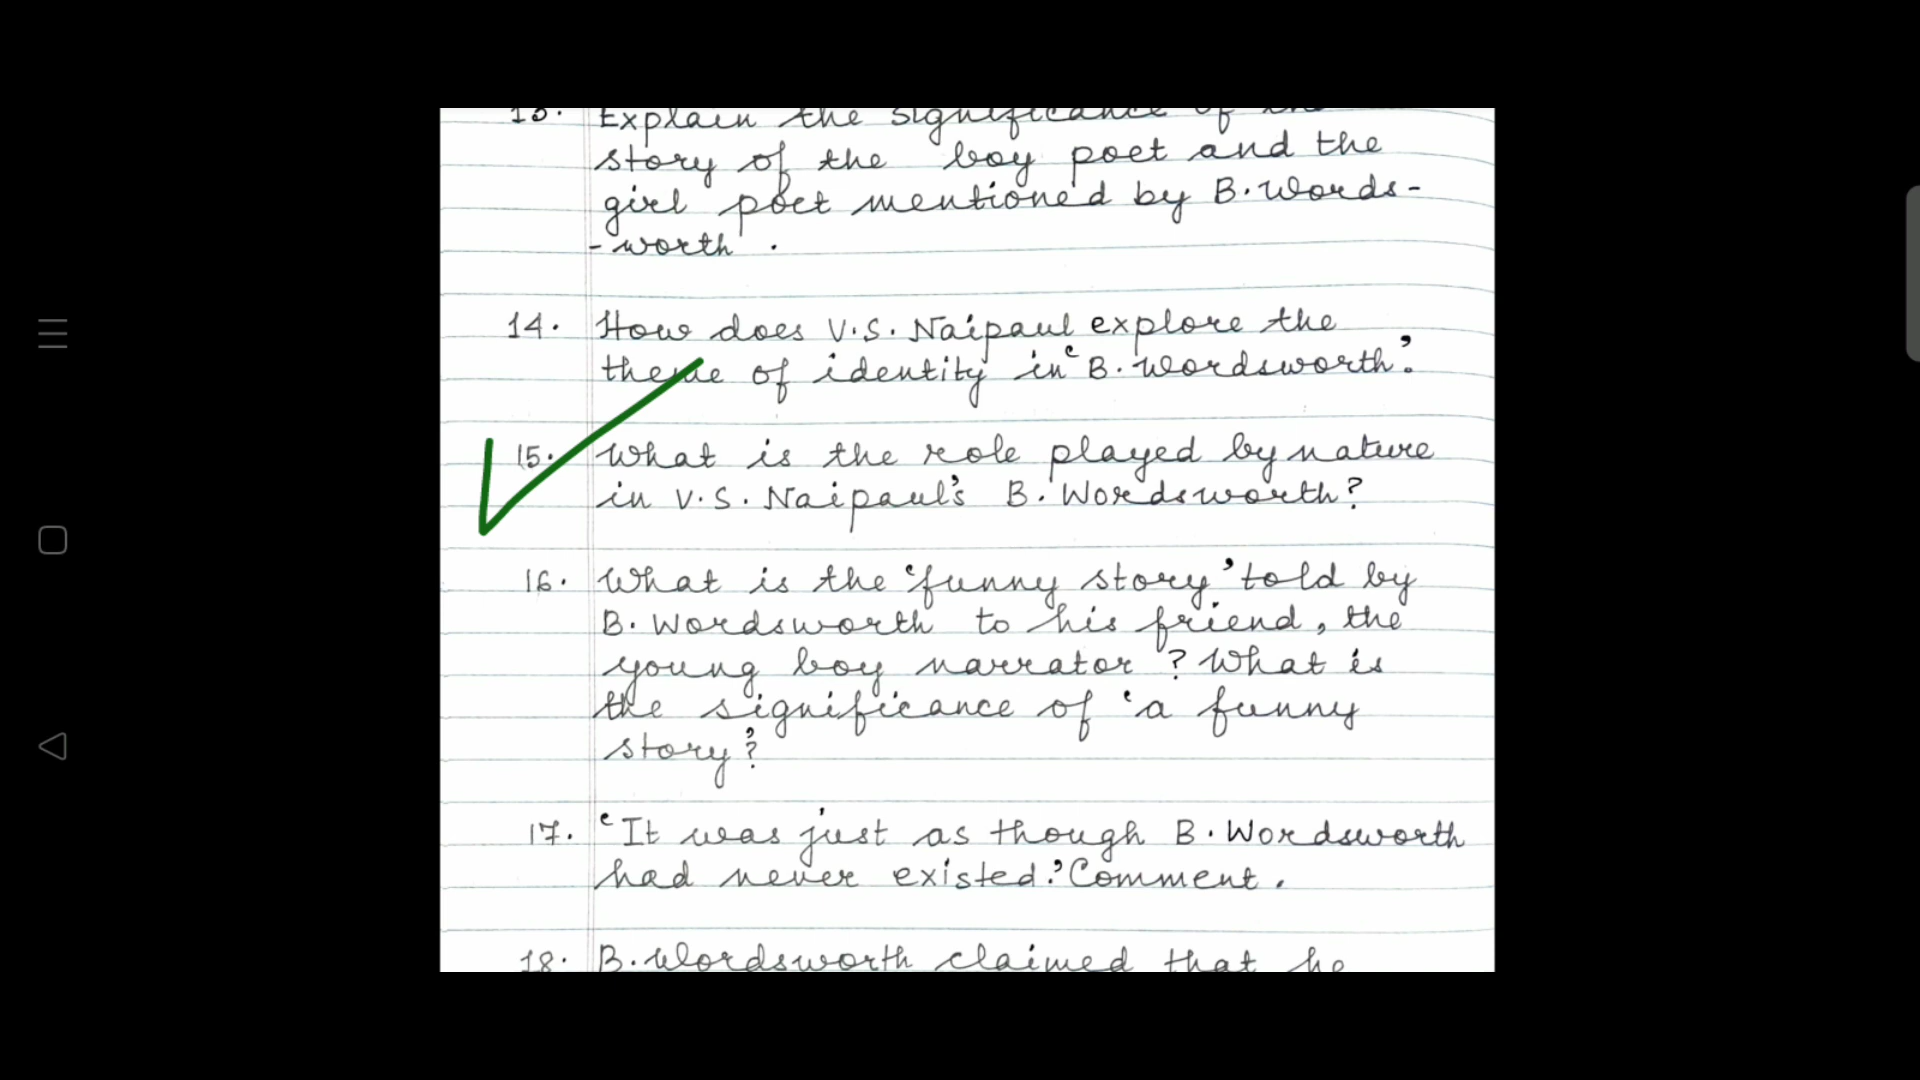 Explain the significance of the
story of the boy poet and the
girl poet mentioned by B. Words-
-worth.
14. How does V.S. Naipaul explore the
theme of identity in 'B. Wordsworth'.
15. What is the role played by nature
in V.S. Naipaul's B. Wordsworth?
16. What is the 'funny story' told by
B. Wordsworth to his friend, the
young boy narrator? What is
the significance of 'a funny
story'?
17. 'It was just as though B. Wordsworth
had never existed.' Comment.
18. B. Wordsworth claimed that he